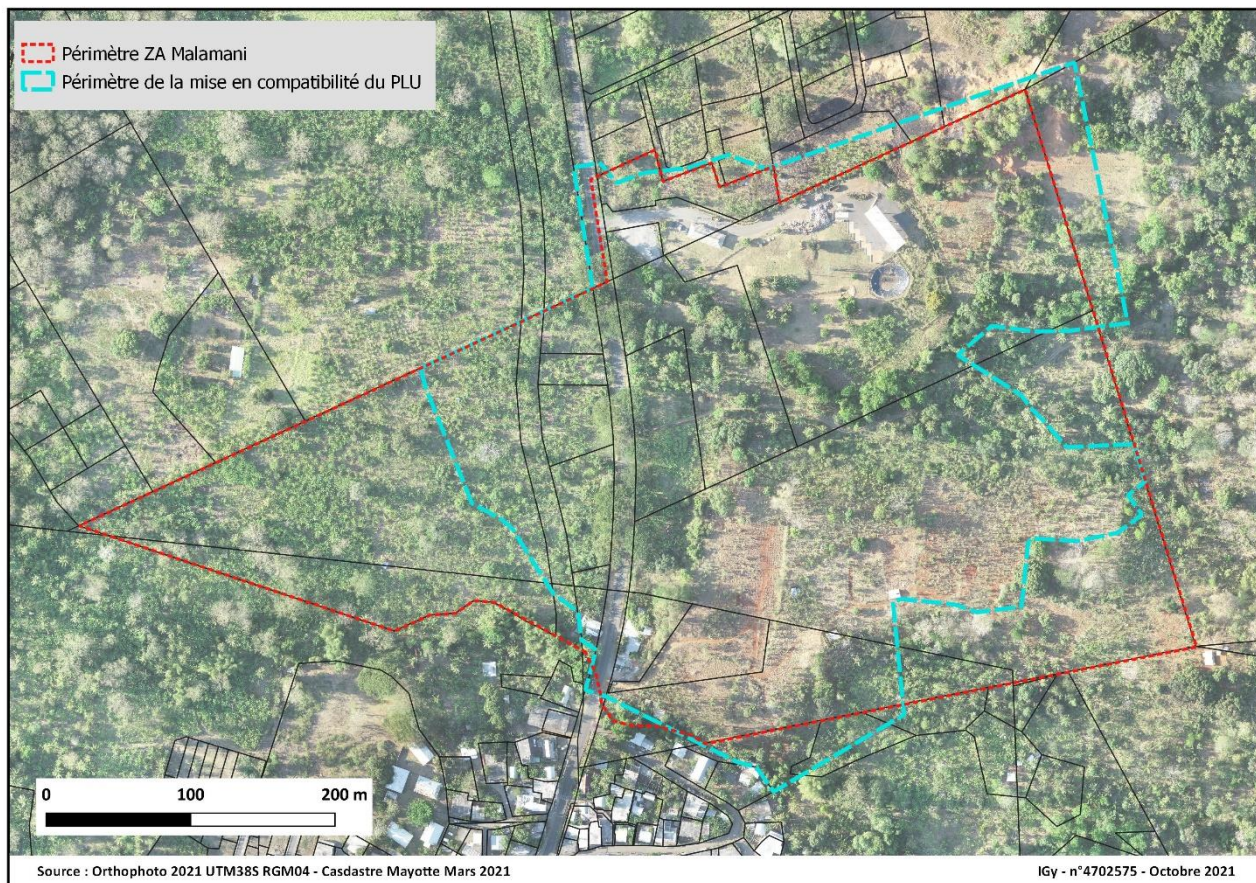 Périmètre ZA Malamani
Périmètre de la mise en compatibilité du PLU
0 100 200 m
Source : Orthophoto 2021 UTM38S RGM04 - Casdastre Mayotte Mars 2021
IGy - n°4702575 - Octobre 2021